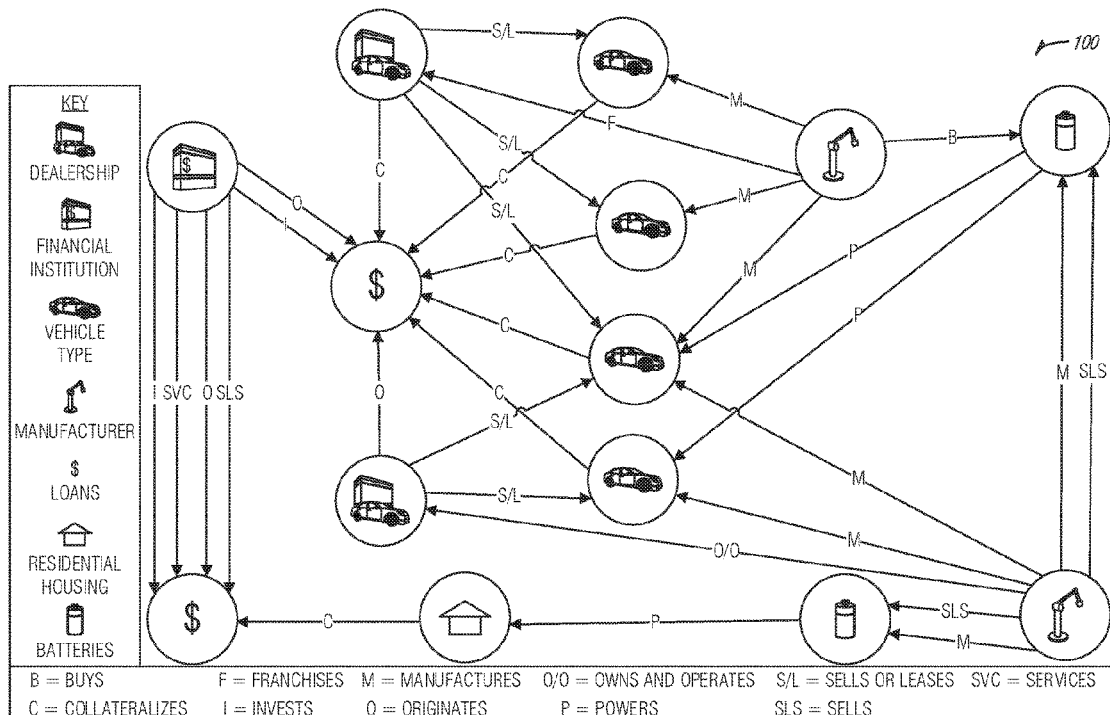 100
KEY
DEALERSHIP
$
FINANCIAL
INSTITUTION
VEHICLE
TYPE
MANUFACTURER
$
LOANS
RESIDENTIAL
HOUSING
BATTERIES
S/L
M
F
B
$
C
S/L
C
S/L
M
O
I
C
M
P
$
C
P
I SVC O SLS
O
C
S/L
M SLS
S/L
M
M
O/O
$
C
P
SLS
M
B = BUYS F = FRANCHISES M = MANUFACTURES O/O = OWNS AND OPERATES S/L = SELLS OR LEASES SVC = SERVICES
C = COLLATERALIZES I = INVESTS O = ORIGINATES P = POWERS SLS = SELLS